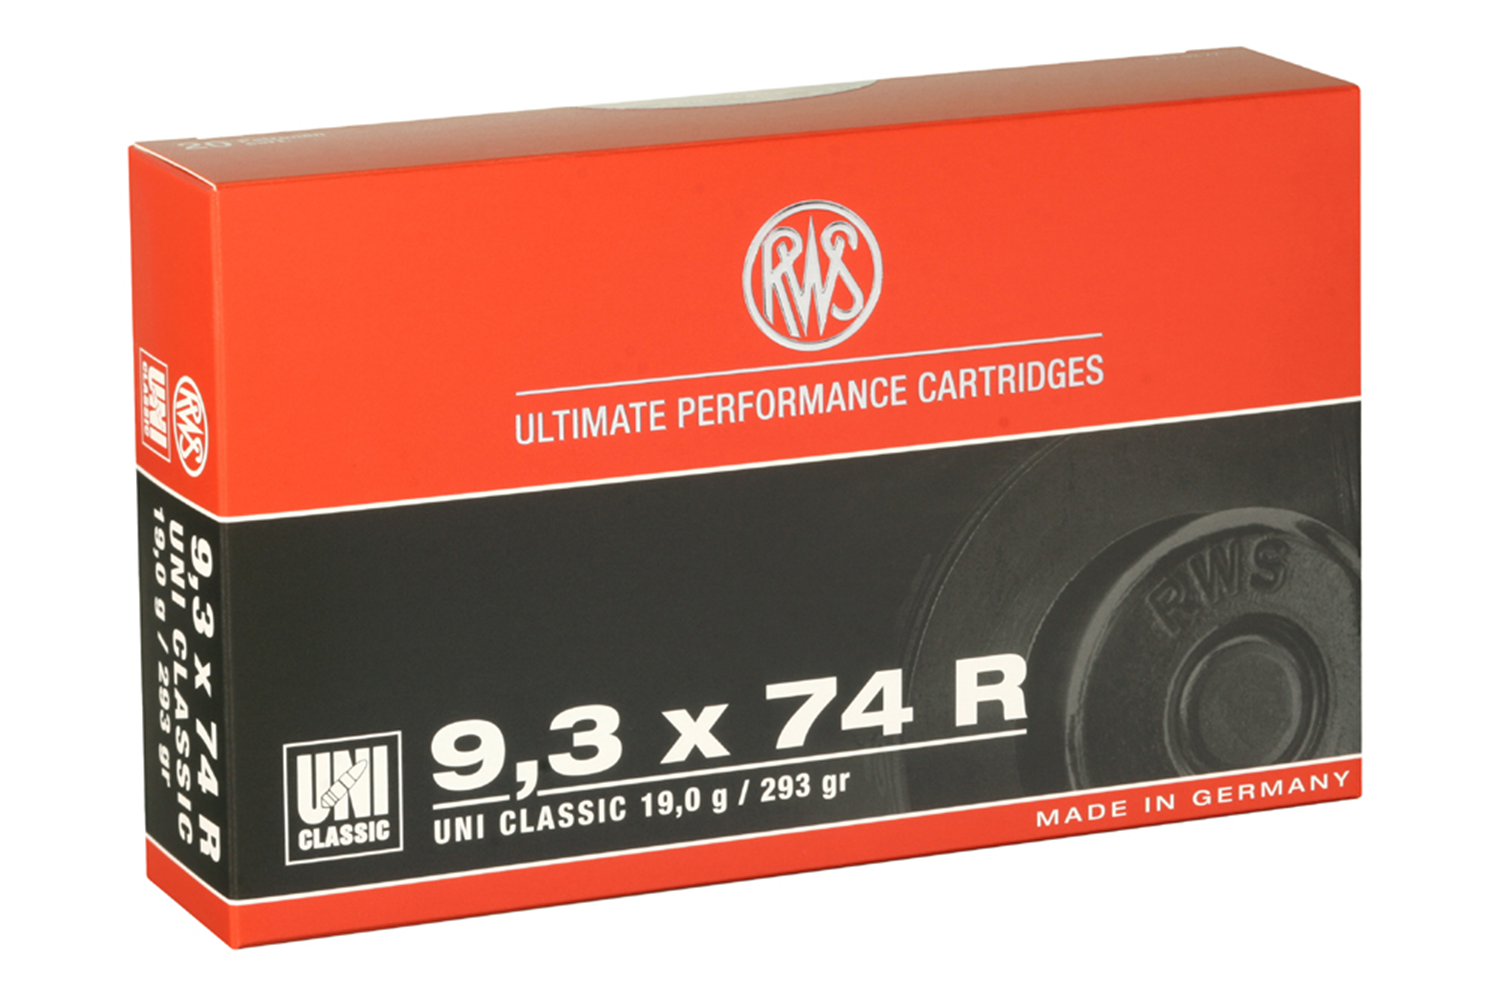 20
RWS
ULTIMATE PERFORMANCE CARTRIDGES
RWS
9,3 x 74 R
UNI CLASSIC 19,0 g / 293 gr
UNI
CLASSIC
MADE IN GERMANY
RWS
UNI
CLASSIC
9,3 x 74 R
UNI CLASSIC
19,0 g / 293 gr